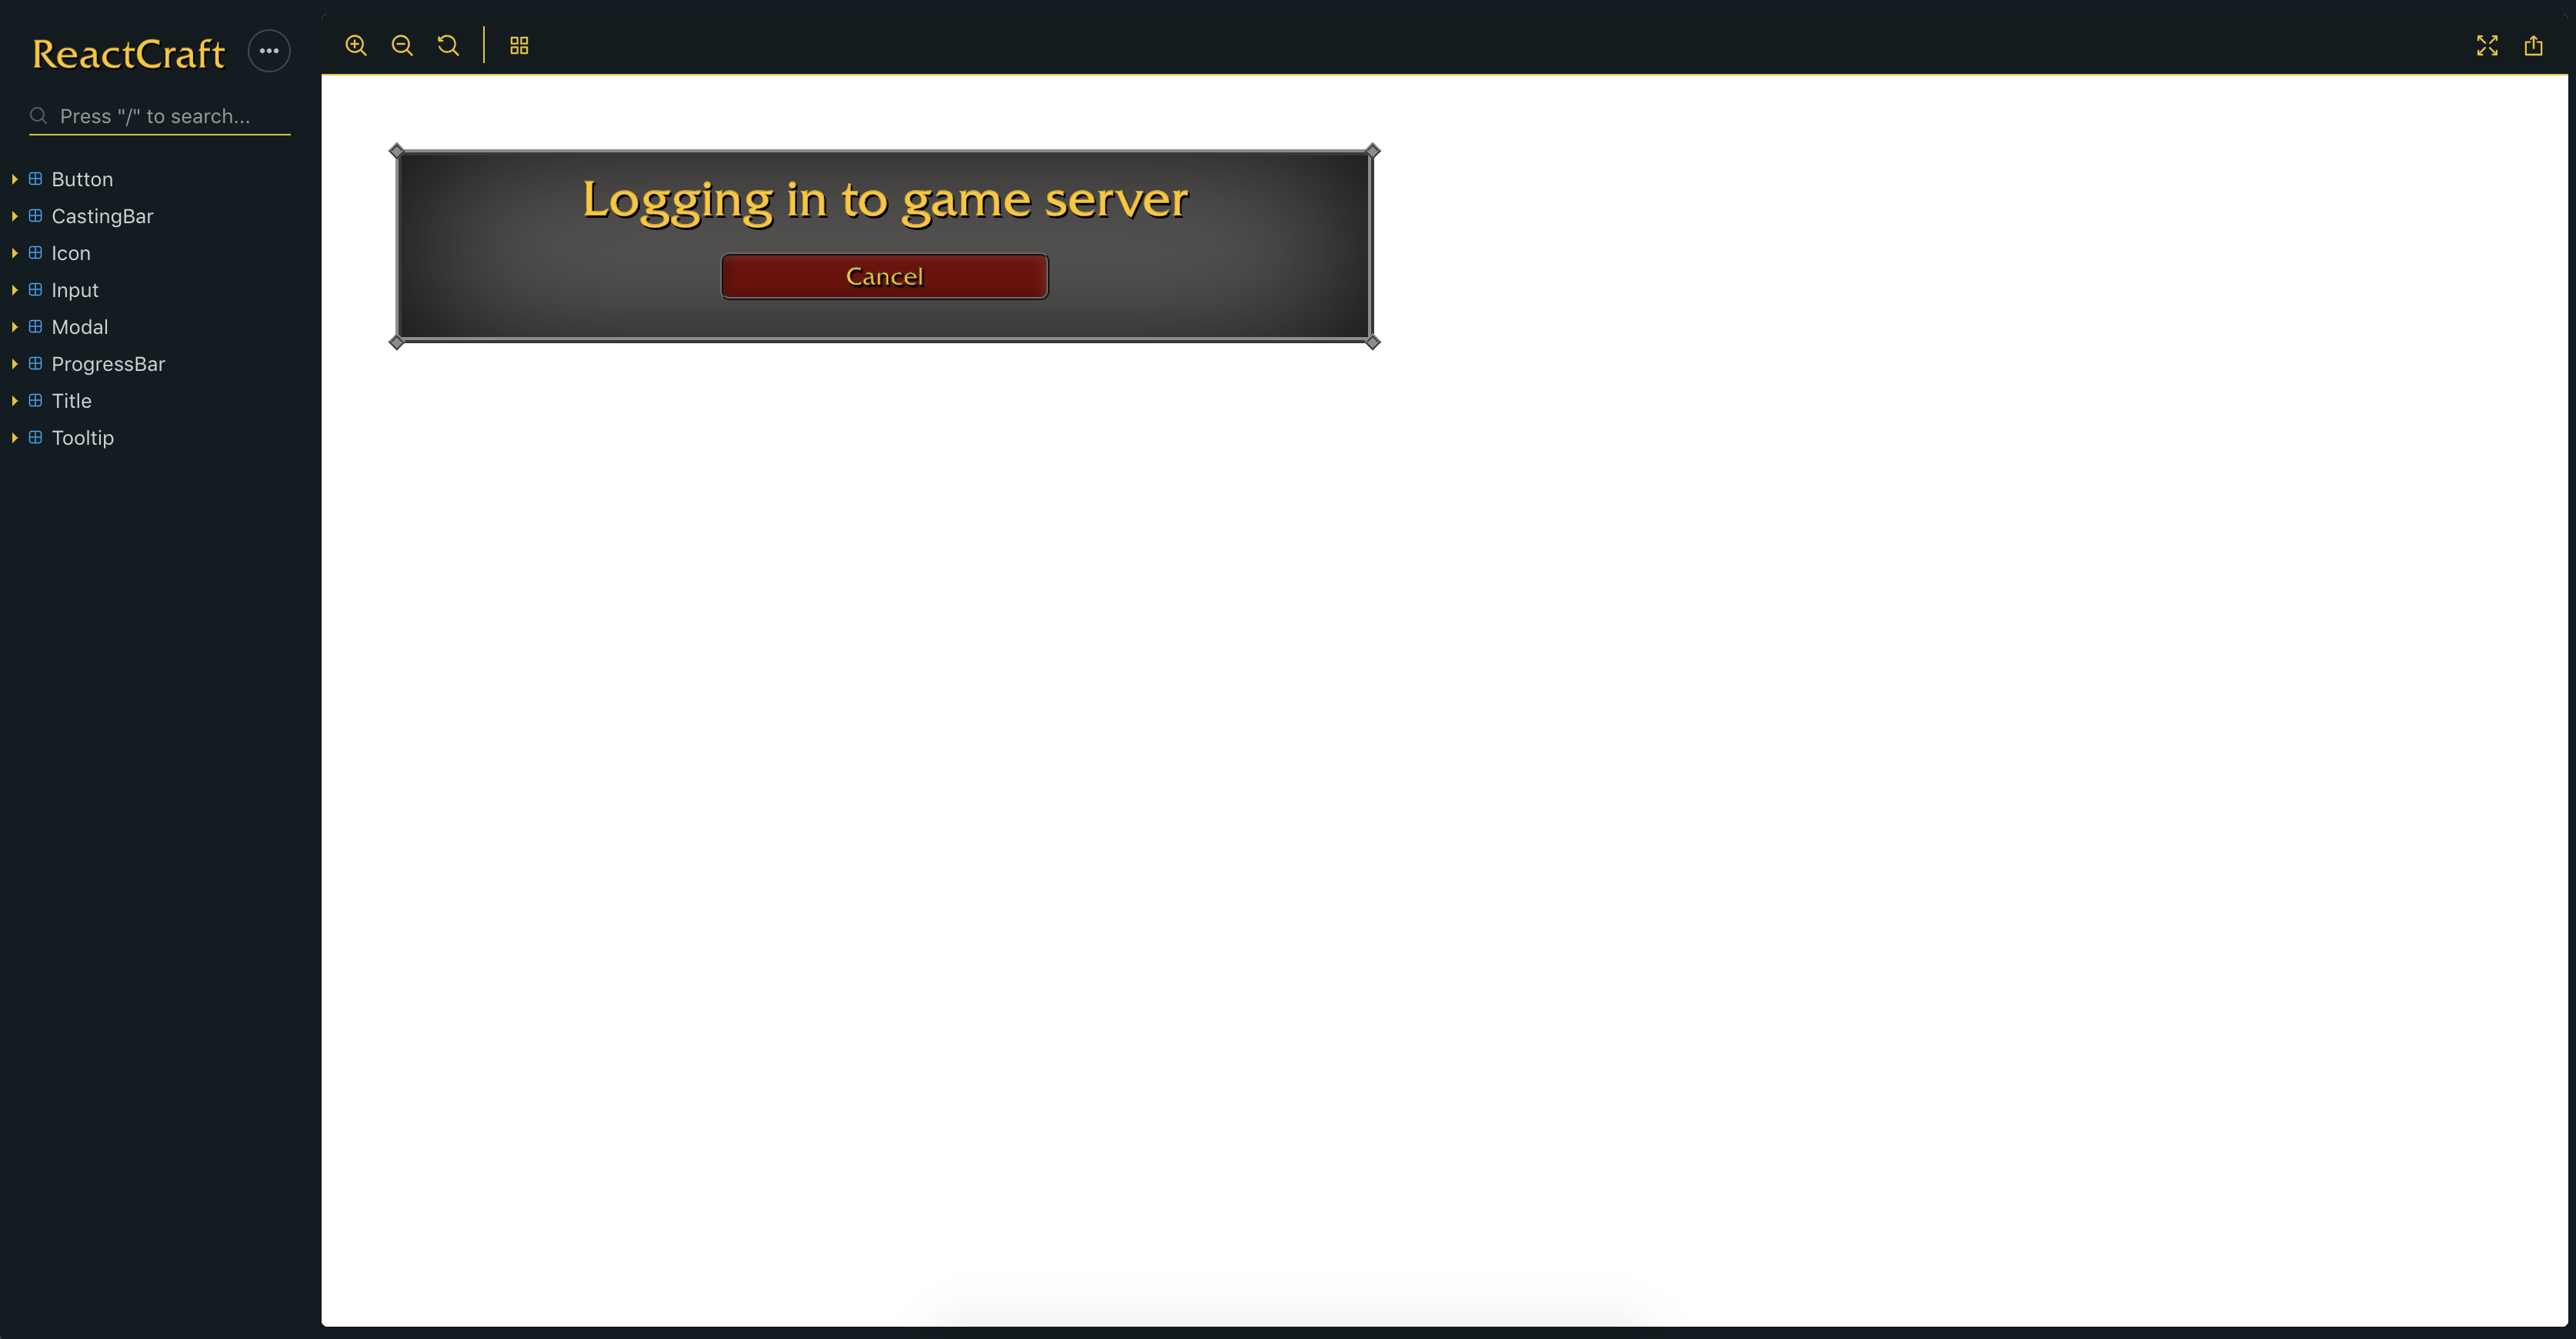 ReactCraft
Press "/" to search...
Button
CastingBar
Icon
Input
Modal
ProgressBar
Title
Tooltip
Logging in to game server
Cancel